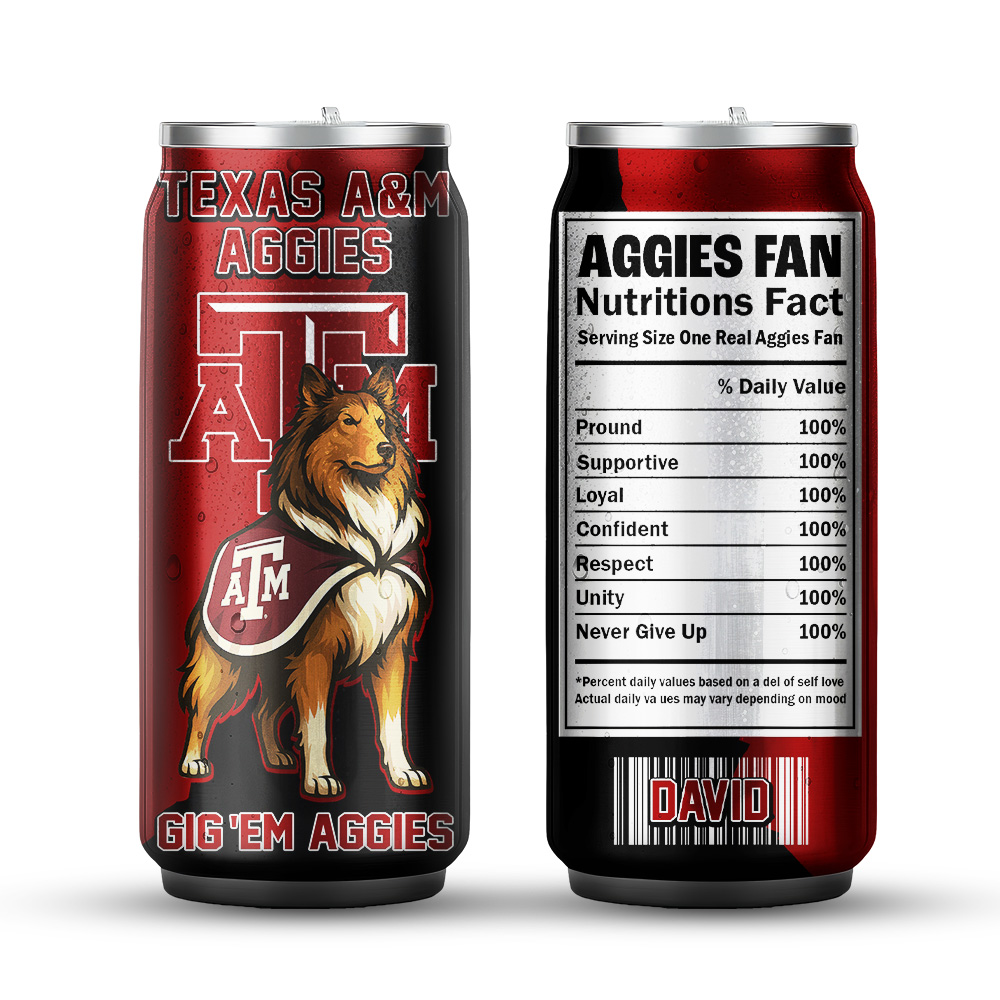 TEXAS A&M
AGGIES
ATM
ATM
GIG'EM AGGIES
AGGIES FAN
Nutritions Fact
Serving Size One Real Aggies Fan
% Daily Value
Pround 100%
Supportive 100%
Loyal 100%
Confident 100%
Respect 100%
Unity 100%
Never Give Up 100%
*Percent daily values based on a del of self love
Actual daily va ues may vary depending on mood
DAVID